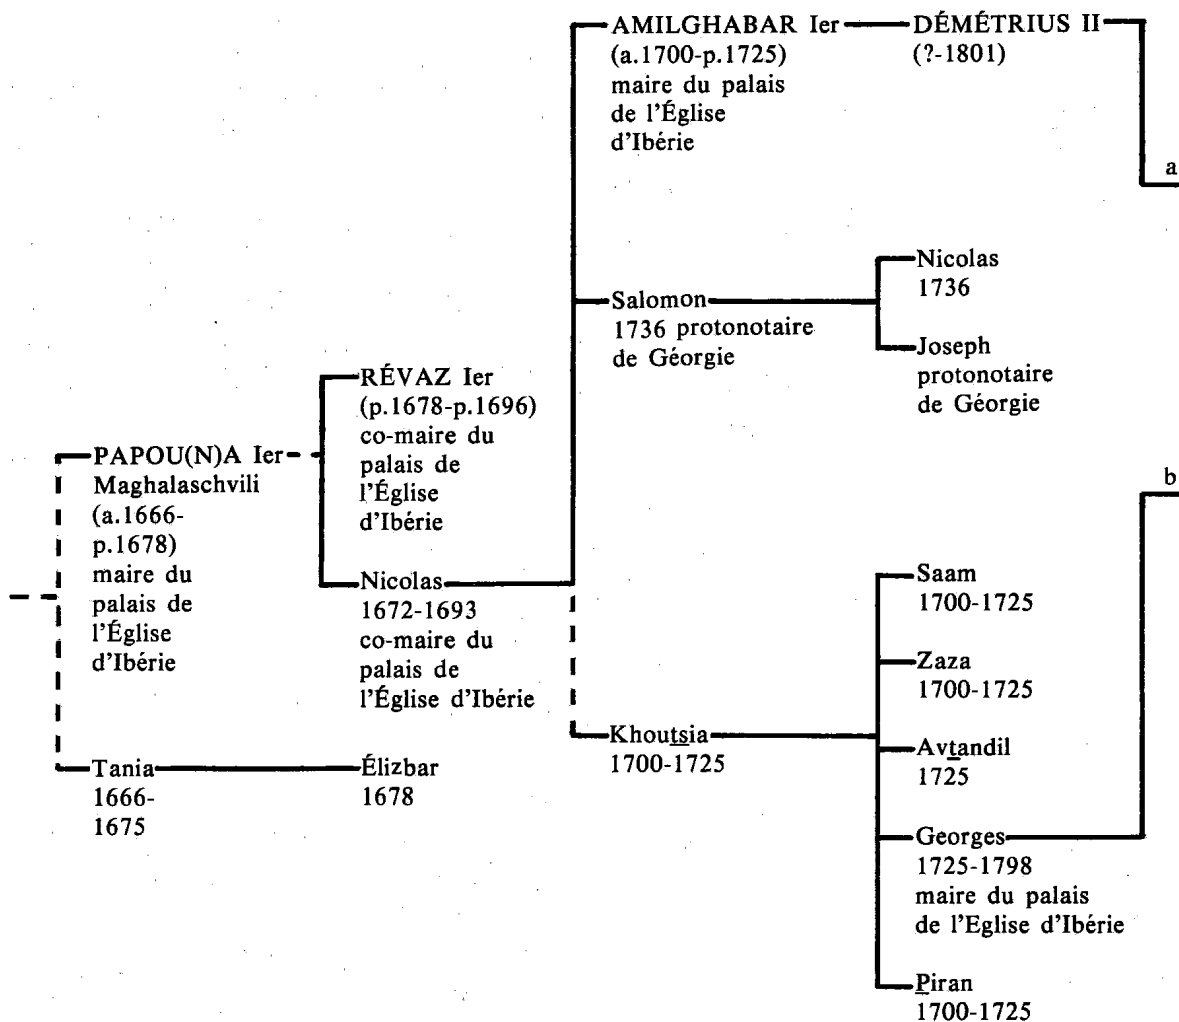 AMILGHABAR Ier
(a.1700-p.1725)
maire du palais
de l'Église
d'Ibérie
DÉMÉTRIUS II
(?-1801)
a
Salomon
1736 protonotaire
de Géorgie
Nicolas
1736
Joseph
protonotaire
de Géorgie
RÉVAZ Ier
(p.1678-p.1696)
co-maire du
palais de
l'Église
d'Ibérie
PAPOU(N)A Ier
Maghalaschvili
(a.1666-
p.1678)
maire du
palais de
l'Église
d'Ibérie
b
Nicolas
1672-1693
co-maire du
palais de
l'Église d'Ibérie
Saam
1700-1725
Zaza
1700-1725
Khoutsia
1700-1725
Avtandil
1725
Tania
1666-
1675
Élizbar
1678
Georges
1725-1798
maire du palais
de l'Eglise d'Ibérie
Piran
1700-1725